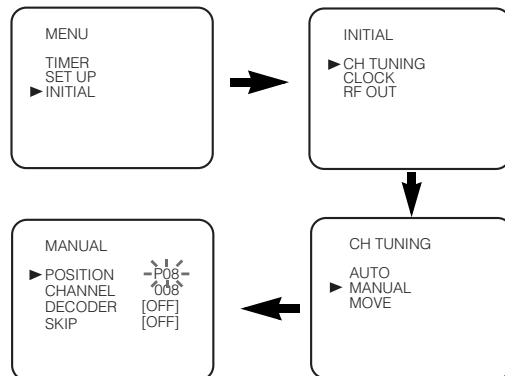 MENU
TIMER
SET UP
INITIAL
INITIAL
CH TUNING
CLOCK
RF OUT
CH TUNING
AUTO
MANUAL
MOVE
MANUAL
POSITION P08
CHANNEL 008
DECODER [OFF]
SKIP [OFF]